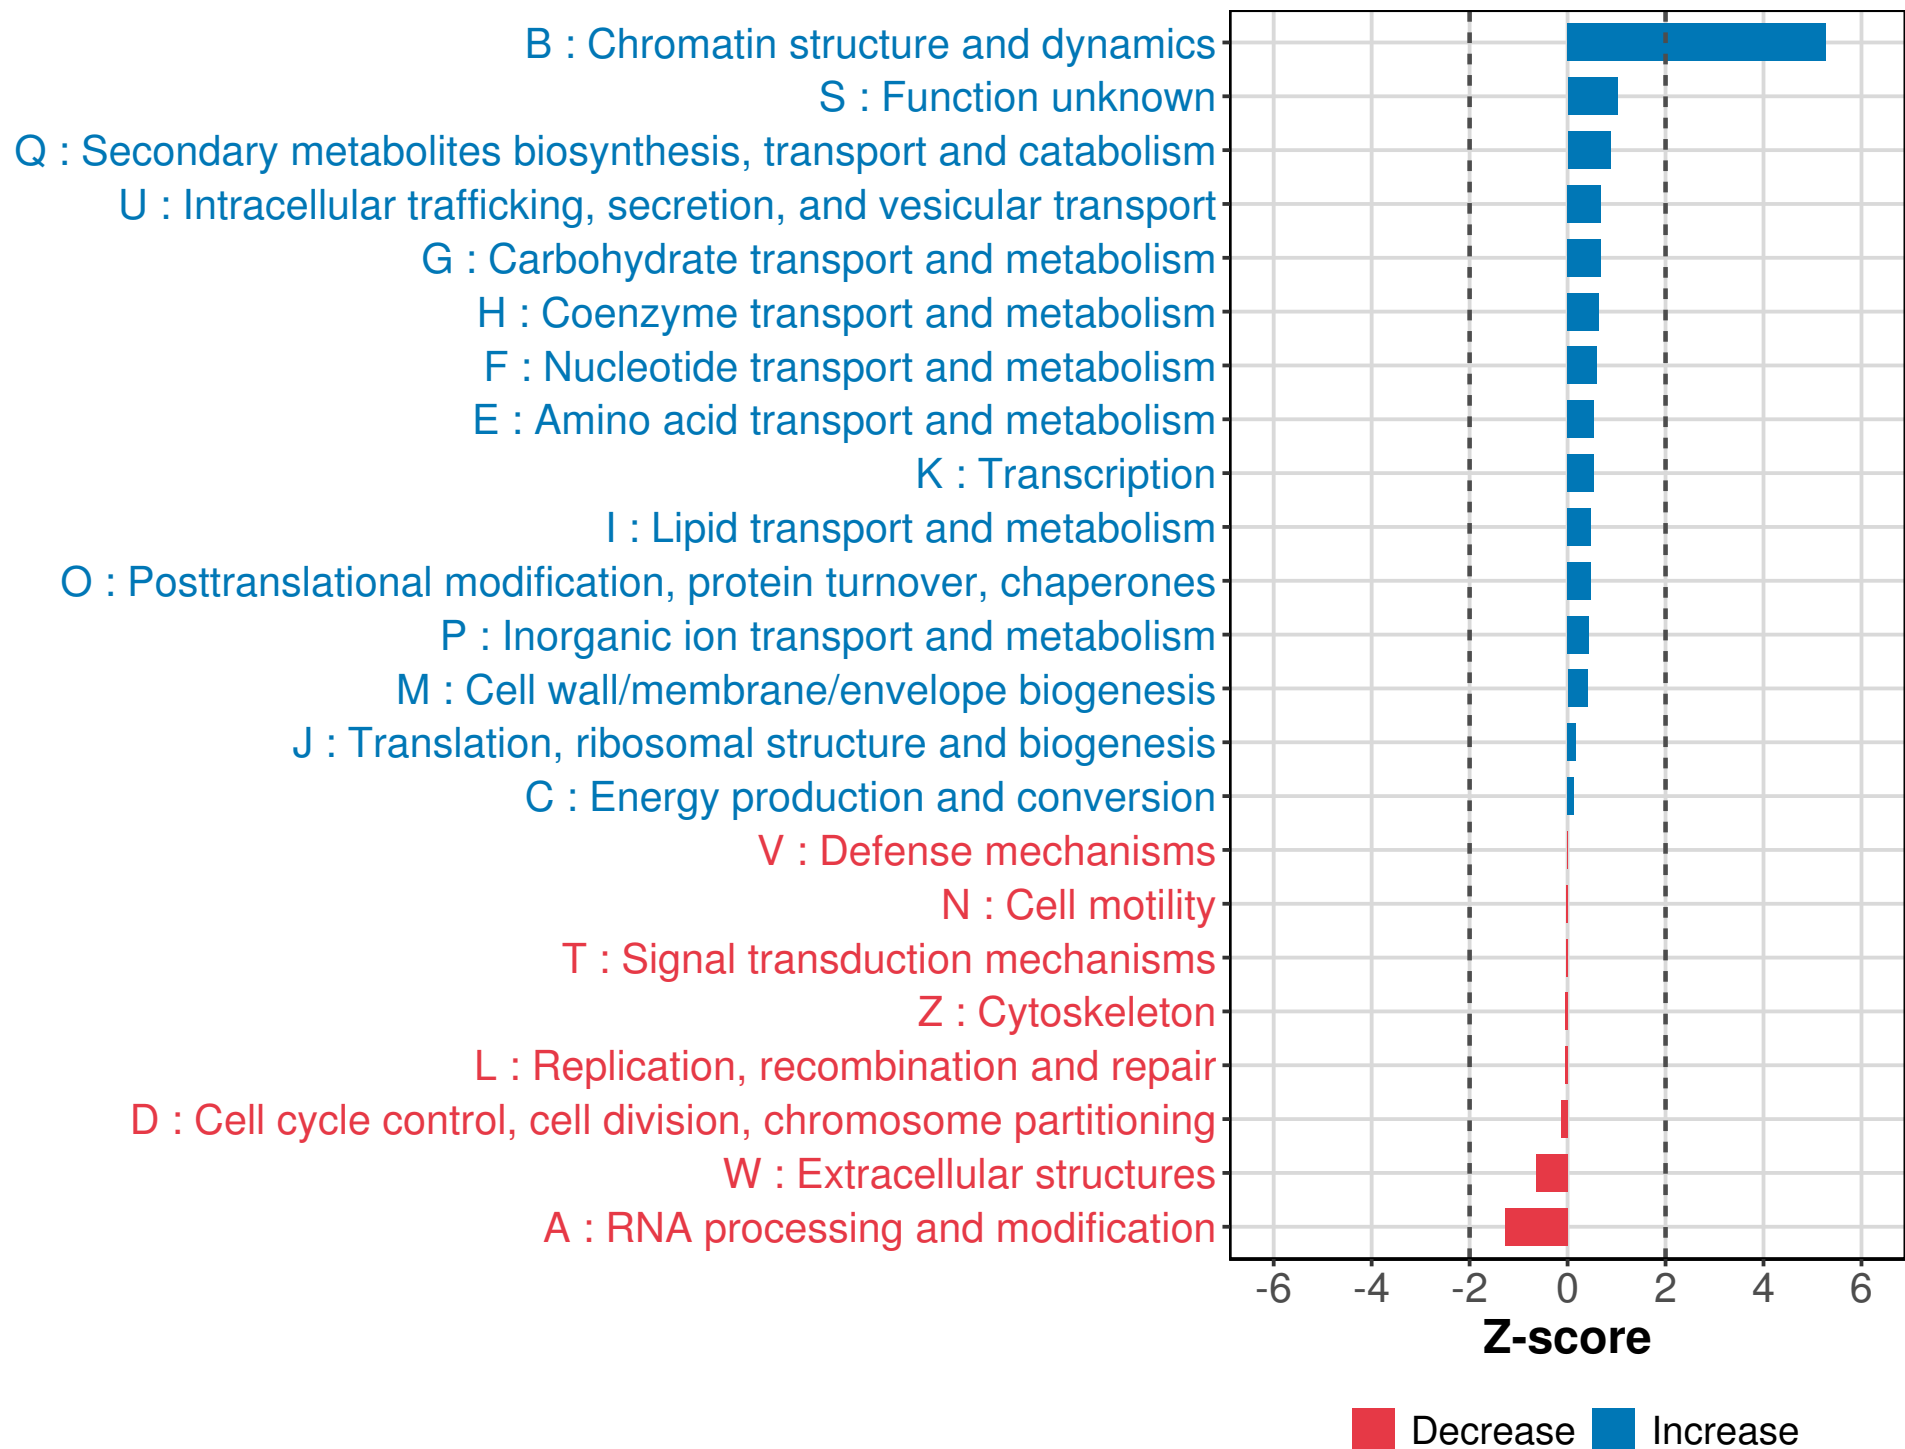 B : Chromatin structure and dynamics
S : Function unknown
Q : Secondary metabolites biosynthesis, transport and catabolism
U : Intracellular trafficking, secretion, and vesicular transport
G : Carbohydrate transport and metabolism
H : Coenzyme transport and metabolism
F : Nucleotide transport and metabolism
E : Amino acid transport and metabolism
K : Transcription
I : Lipid transport and metabolism
O : Posttranslational modification, protein turnover, chaperones
P : Inorganic ion transport and metabolism
M : Cell wall/membrane/envelope biogenesis
J : Translation, ribosomal structure and biogenesis
C : Energy production and conversion
V : Defense mechanisms
N : Cell motility
T : Signal transduction mechanisms
Z : Cytoskeleton
L : Replication, recombination and repair
D : Cell cycle control, cell division, chromosome partitioning
W : Extracellular structures
A : RNA processing and modification
-6 -4 -2 0 2 4 6
Z-score
Decrease Increase